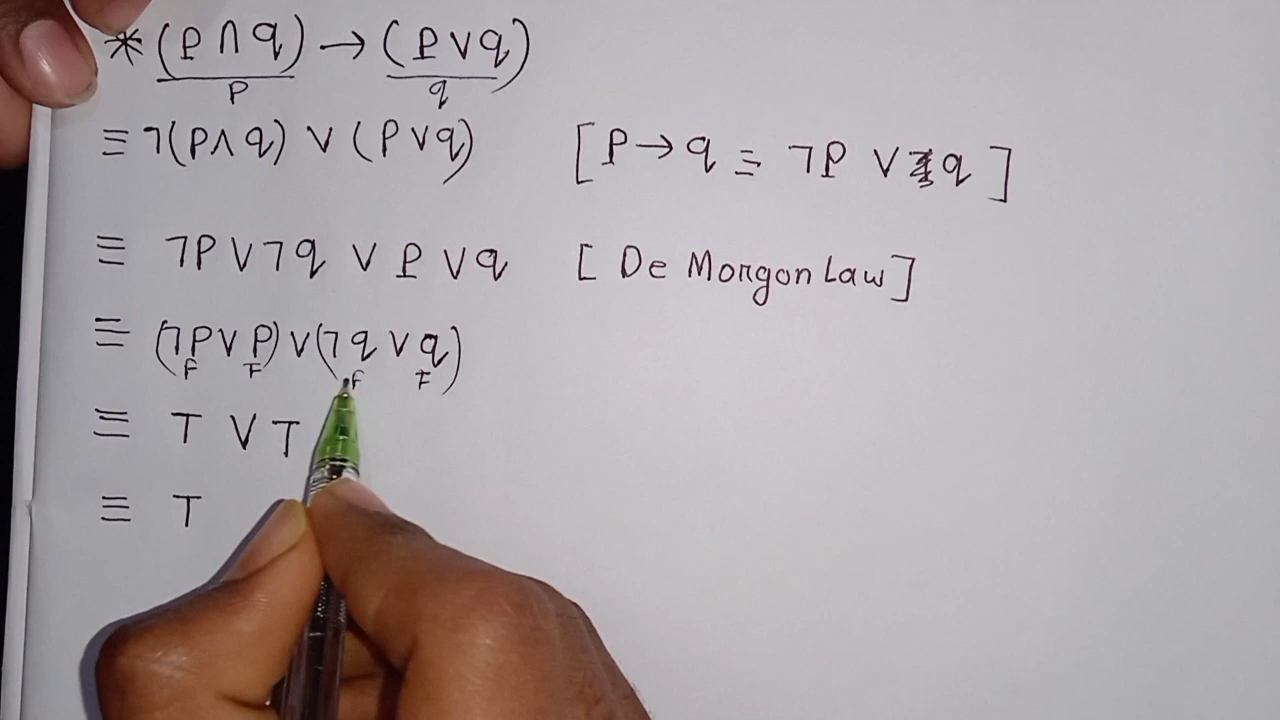 * (P ∩ q) → (P ∨ q)
P q
≡ ¬(P ∧ q) ∨ (P ∨ q) [P → q ≡ ¬P ∨ q]
≡ ¬P ∨ ¬q ∨ P ∨ q [De Morgon Law]
≡ (¬P ∨ P) ∨ (¬q ∨ q)
F T F T
≡ T ∨ T
≡ T